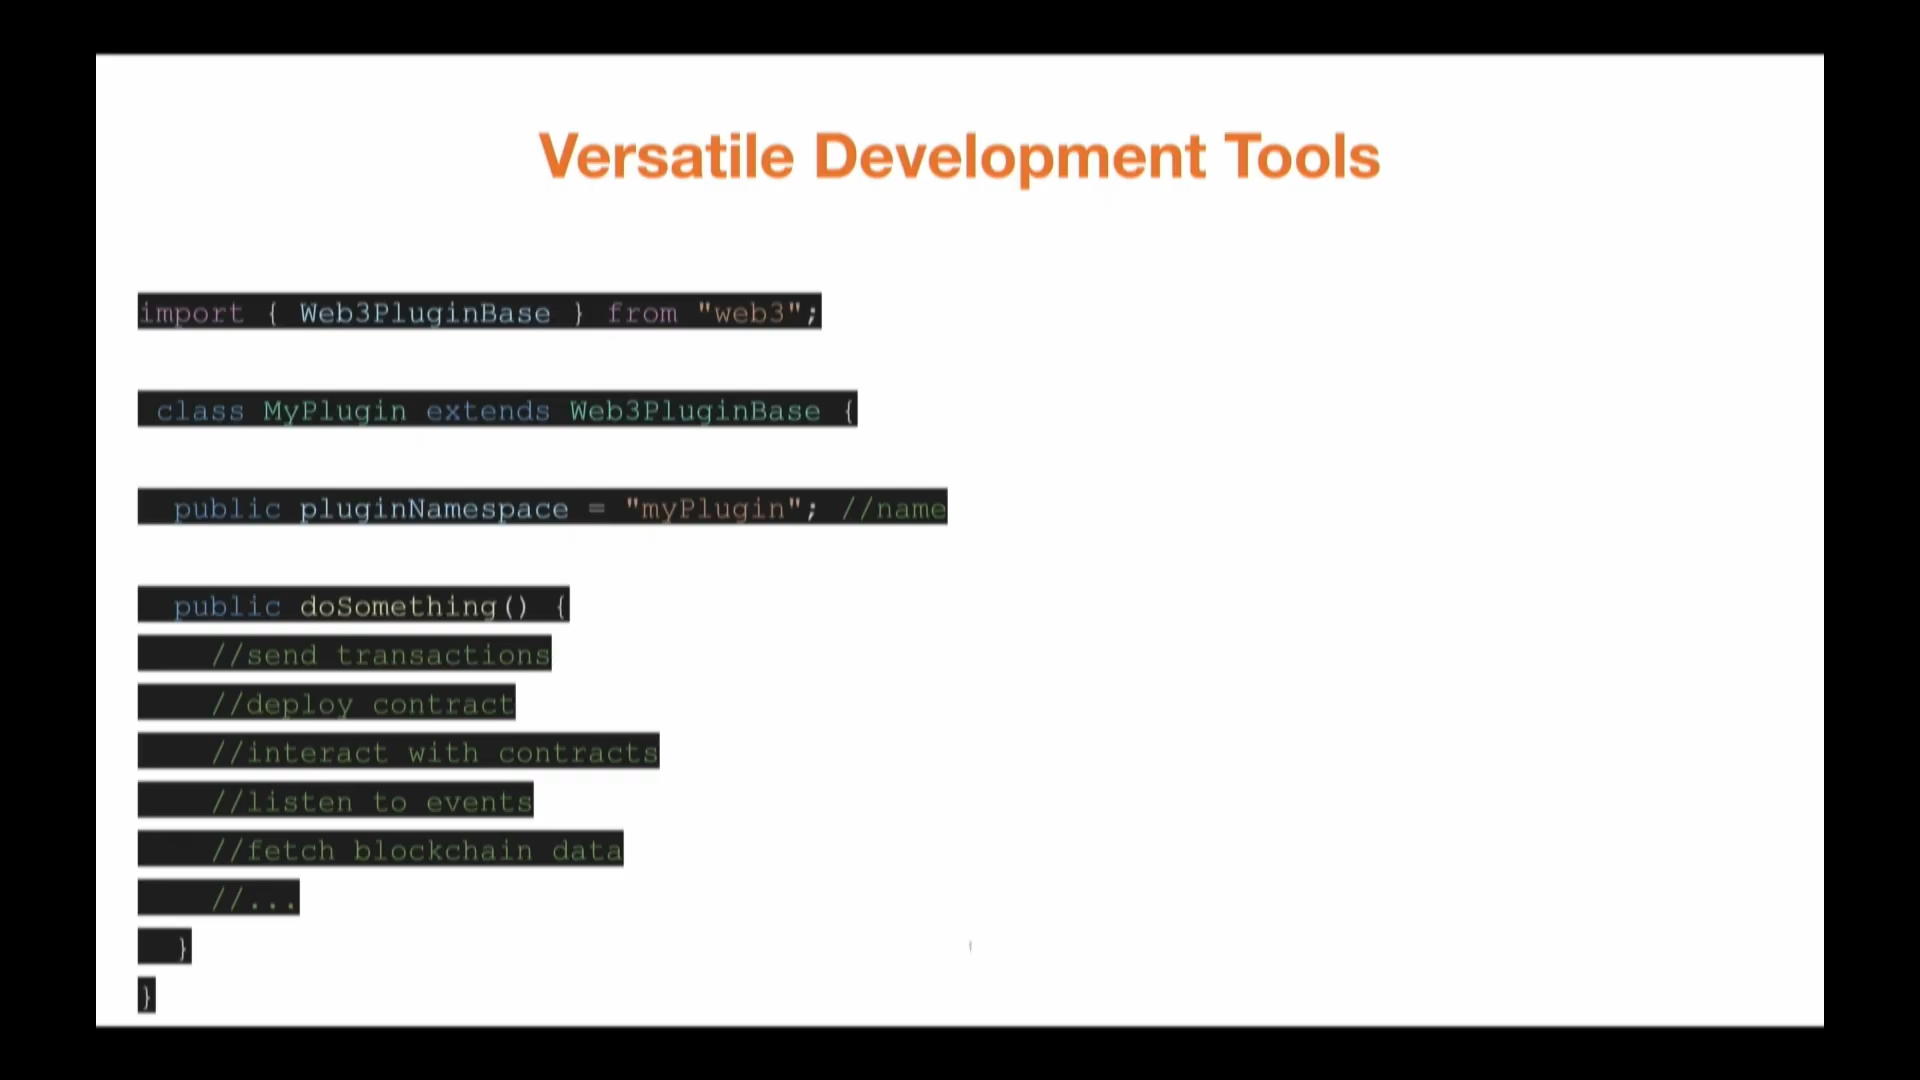 Versatile Development Tools
import { Web3PluginBase } from "web3";
class MyPlugin extends Web3PluginBase {
public pluginNamespace = "myPlugin"; //name
public doSomething() {
//send transactions
//deploy contract
//interact with contracts
//listen to events
//fetch blockchain data
//...
}
}